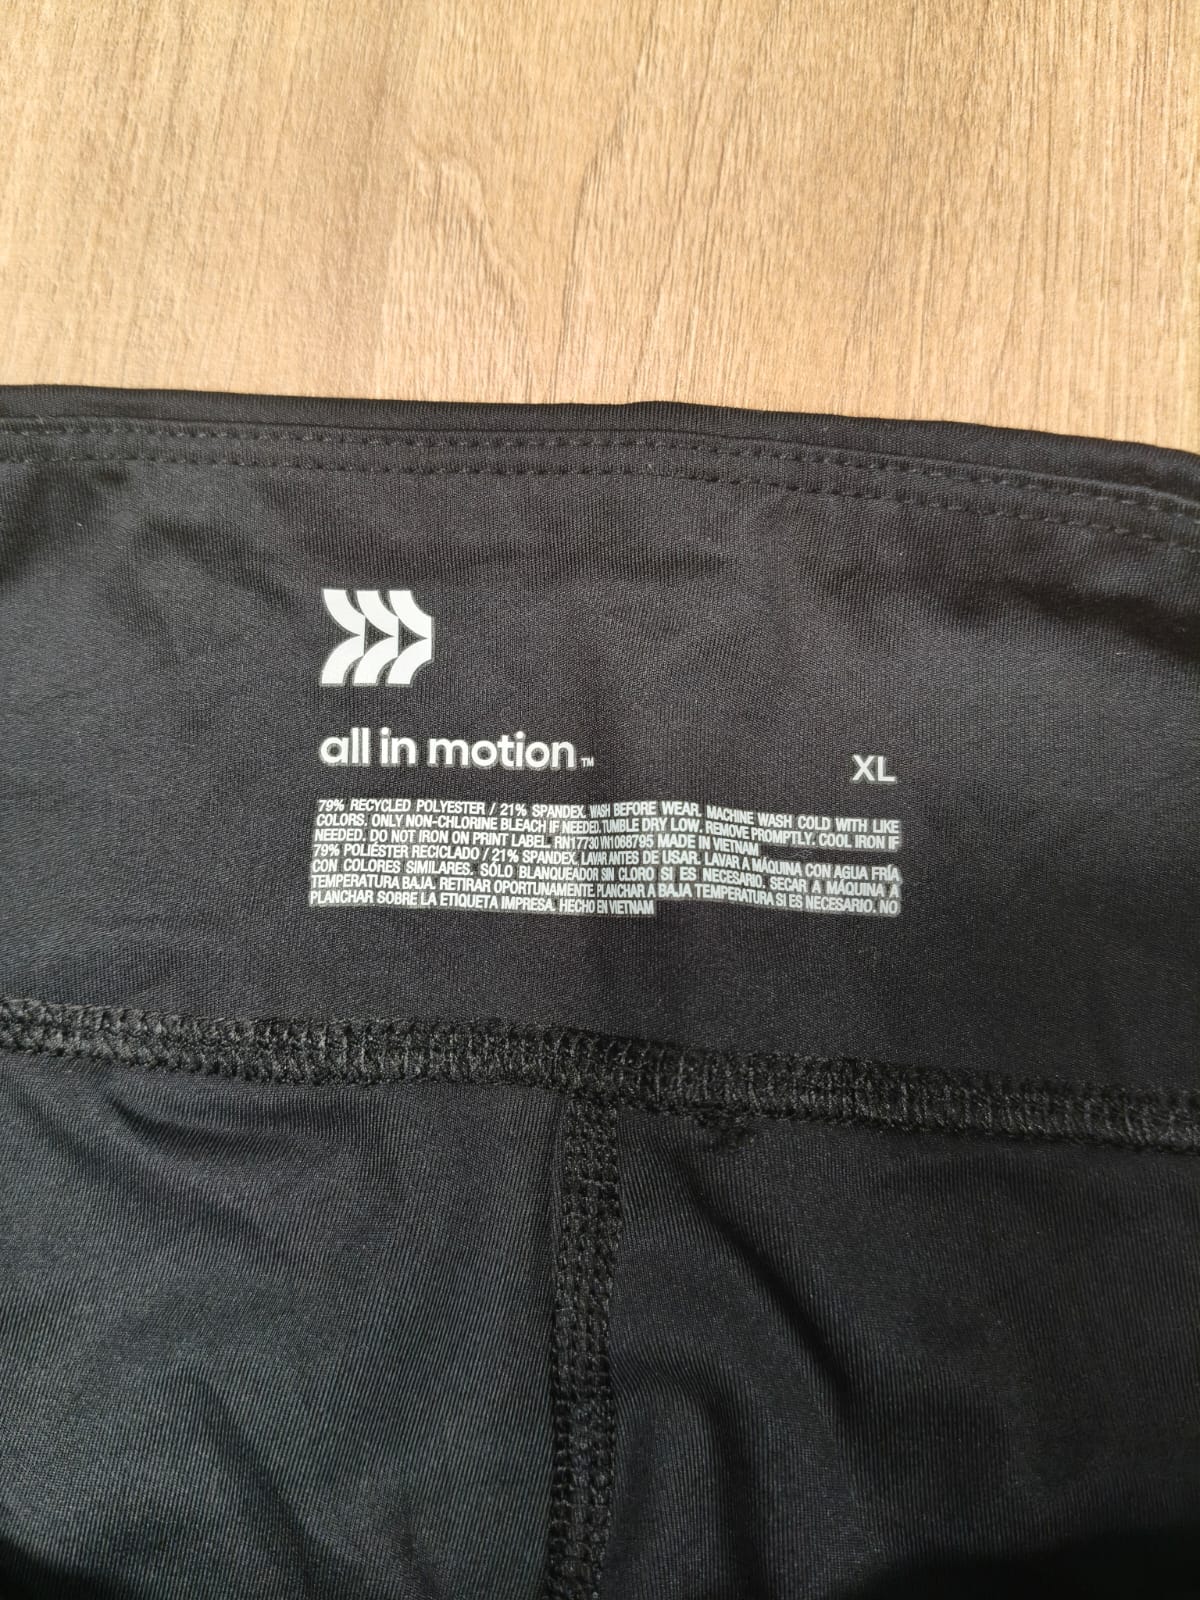 all in motion™
XL
79% RECYCLED POLYESTER / 21% SPANDEX. WASH BEFORE WEAR. MACHINE WASH COLD WITH LIKE
COLORS. ONLY NON-CHLORINE BLEACH IF NEEDED. TUMBLE DRY LOW. REMOVE PROMPTLY. COOL IRON IF
NEEDED. DO NOT IRON ON PRINT LABEL. RN17730 VN1068795 MADE IN VIETNAM
79% POLIÉSTER RECICLADO / 21% SPANDEX. LAVAR ANTES DE USAR. LAVAR A MÁQUINA CON AGUA FRÍA
CON COLORES SIMILARES. SÓLO BLANQUEADOR SIN CLORO SI ES NECESARIO. SECAR A MÁQUINA A
TEMPERATURA BAJA. RETIRAR OPORTUNAMENTE. PLANCHAR A BAJA TEMPERATURA SI ES NECESARIO. NO
PLANCHAR SOBRE LA ETIQUETA IMPRESA. HECHO EN VIETNAM